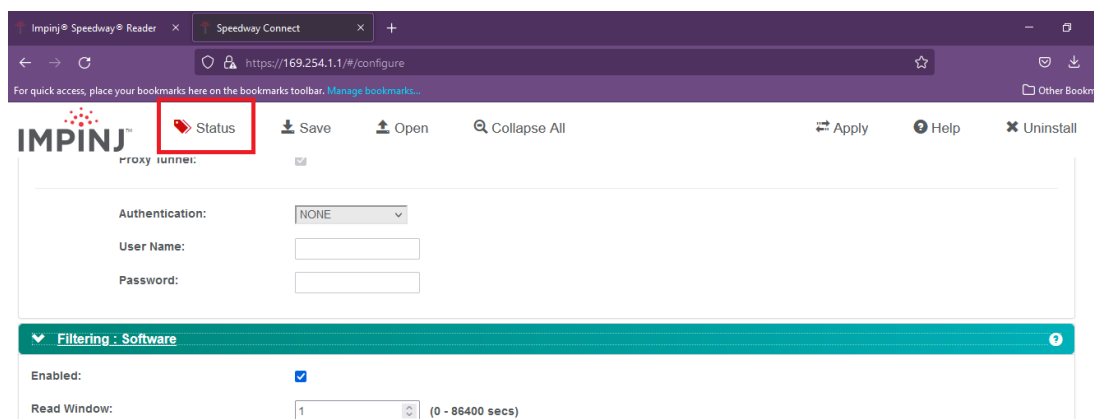 Impinj® Speedway® Reader × Speedway Connect × +
https://169.254.1.1/#/configure
For quick access, place your bookmarks here on the bookmarks toolbar. Manage bookmarks... Other Bookm
IMPINJ™ Status Save Open Collapse All Apply Help Uninstall
Proxy Tunnel:
Authentication: NONE
User Name:
Password:
Filtering : Software ?
Enabled:
Read Window: 1 (0 - 86400 secs)